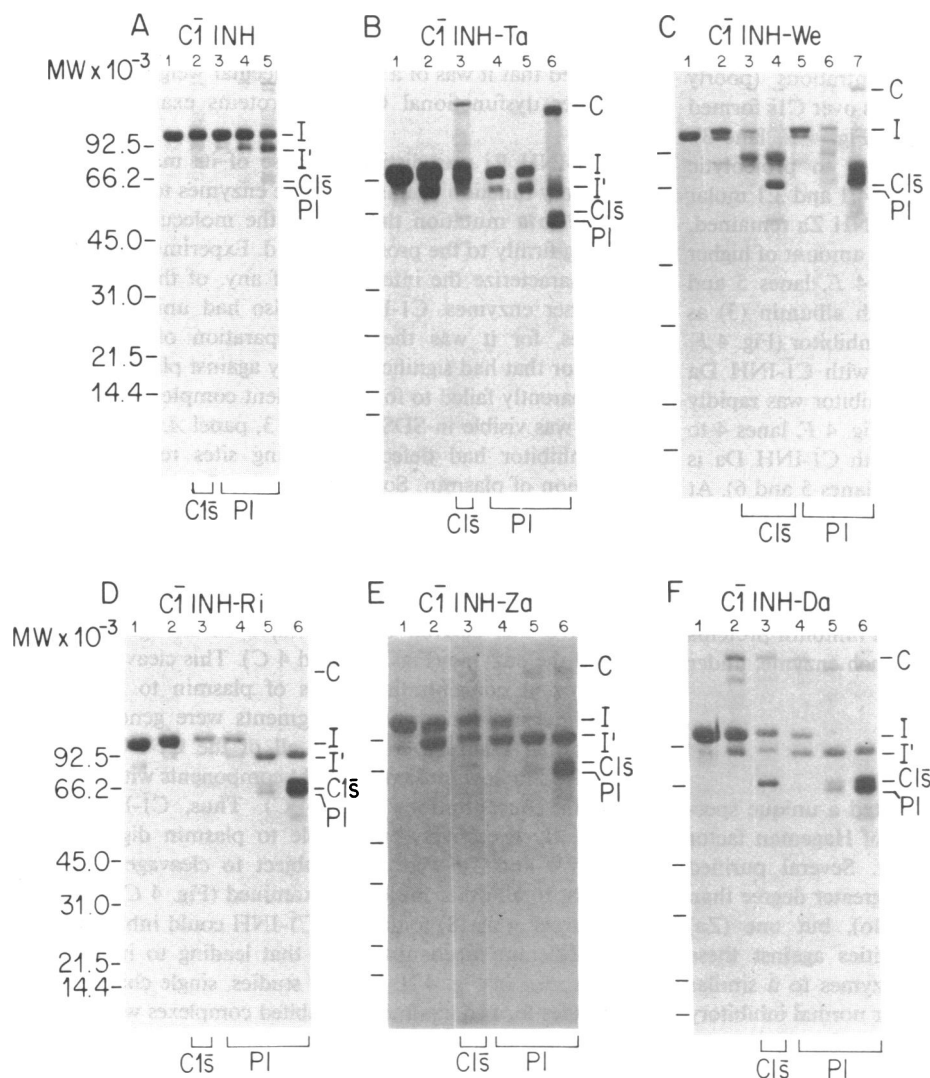 A
C1̄ INH
1 2 3 4 5
MW x 10⁻³
92.5
66.2
45.0
31.0
21.5
14.4
I
I'
C1s̄
PI
C1s̄ PI
B
C1̄ INH-Ta
1 2 3 4 5 6
C
I
I'
C1s̄
PI
C1s̄ PI
C
C1̄ INH-We
1 2 3 4 5 6 7
C
I
C1s̄
PI
C1s̄ PI
D
C1̄ INH-Ri
1 2 3 4 5 6
MW x 10⁻³
92.5
66.2
45.0
31.0
21.5
14.4
C
I
I'
C1s̄
PI
C1s̄ PI
E
C1̄ INH-Za
1 2 3 4 5 6
C
I
I'
C1s̄
PI
C1s̄ PI
F
C1̄ INH-Da
1 2 3 4 5 6
C
I
I'
C1s̄
PI
C1s̄ PI